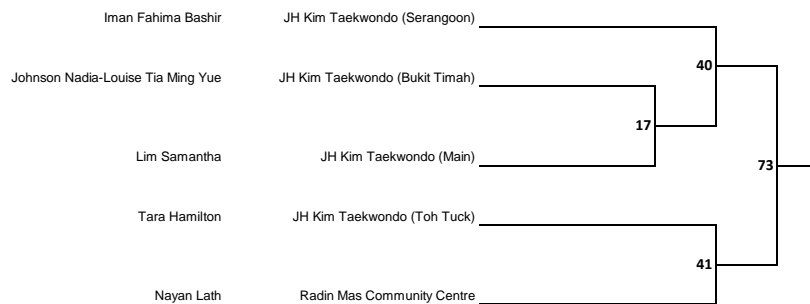 Iman Fahima Bashir JH Kim Taekwondo (Serangoon)
40
Johnson Nadia-Louise Tia Ming Yue JH Kim Taekwondo (Bukit Timah)
17
Lim Samantha JH Kim Taekwondo (Main)
73
Tara Hamilton JH Kim Taekwondo (Toh Tuck)
41
Nayan Lath Radin Mas Community Centre